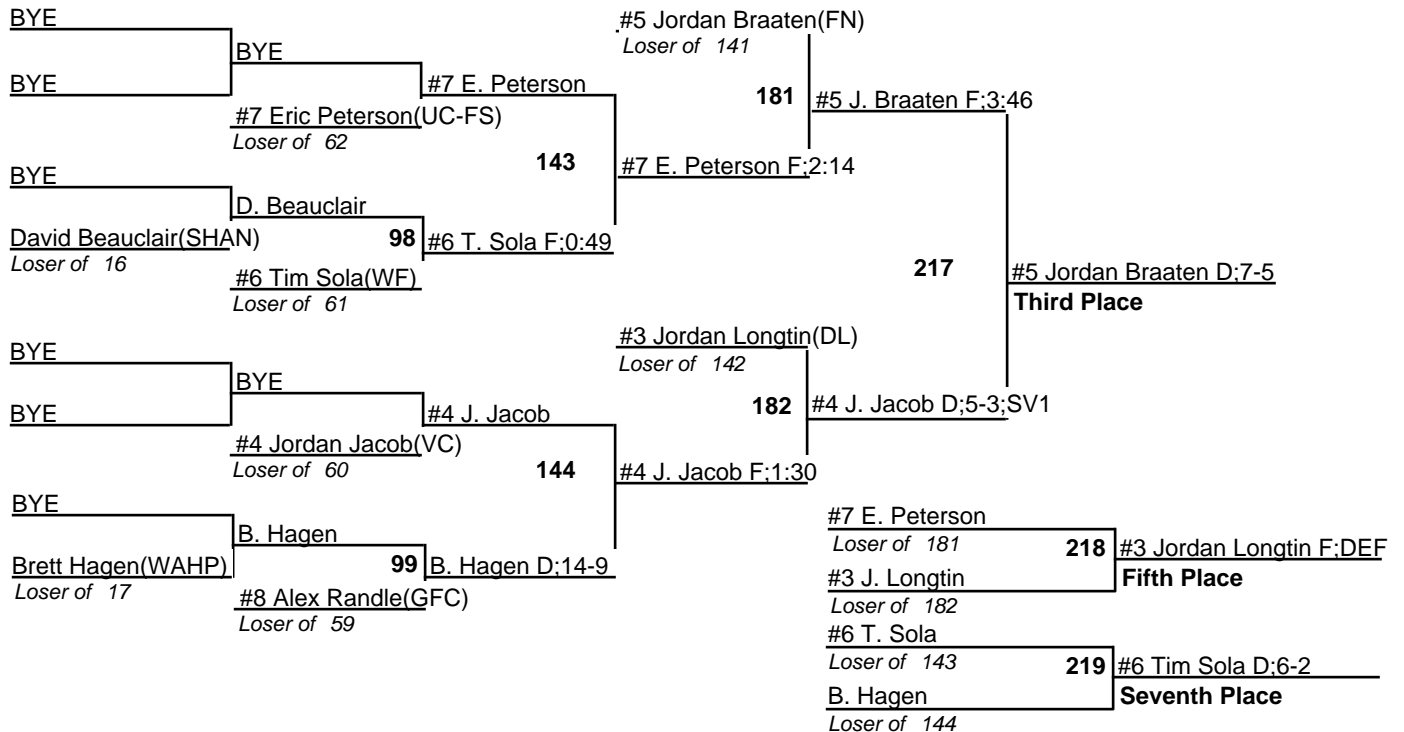 BYE
#5 Jordan Braaten(FN)
Loser of 141
BYE
BYE
#7 E. Peterson
181
#5 J. Braaten F;3:46
#7 Eric Peterson(UC-FS)
Loser of 62
143
#7 E. Peterson F;2:14
BYE
D. Beauclair
David Beauclair(SHAN)
Loser of 16
98
#6 T. Sola F;0:49
#6 Tim Sola(WF)
Loser of 61
217
#5 Jordan Braaten D;7-5
Third Place
BYE
#3 Jordan Longtin(DL)
Loser of 142
BYE
BYE
#4 J. Jacob
182
#4 J. Jacob D;5-3;SV1
#4 Jordan Jacob(VC)
Loser of 60
144
#4 J. Jacob F;1:30
BYE
B. Hagen
Brett Hagen(WAHP)
Loser of 17
99
B. Hagen D;14-9
#8 Alex Randle(GFC)
Loser of 59
#7 E. Peterson
Loser of 181
218
#3 Jordan Longtin F;DEF
Fifth Place
#3 J. Longtin
Loser of 182
#6 T. Sola
Loser of 143
219
#6 Tim Sola D;6-2
Seventh Place
B. Hagen
Loser of 144